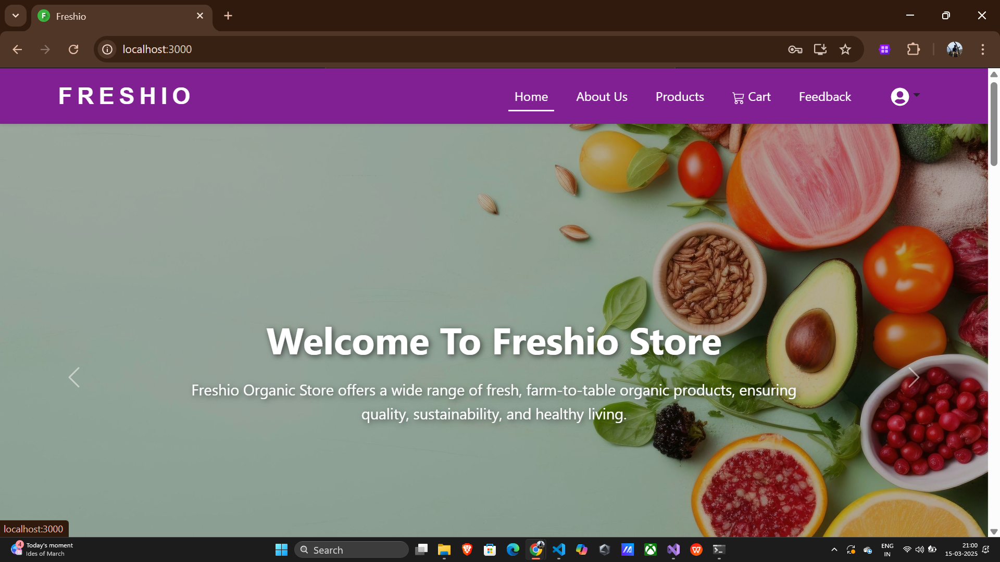 F
Freshio
localhost:3000
FRESHIO
Home
About Us
Products
Cart
Feedback
Welcome To Freshio Store
Freshio Organic Store offers a wide range of fresh, farm-to-table organic products, ensuring
quality, sustainability, and healthy living.
localhost:3000
4
Today's moment
Ides of March
Search
ENG
IN
21:00
15-03-2025